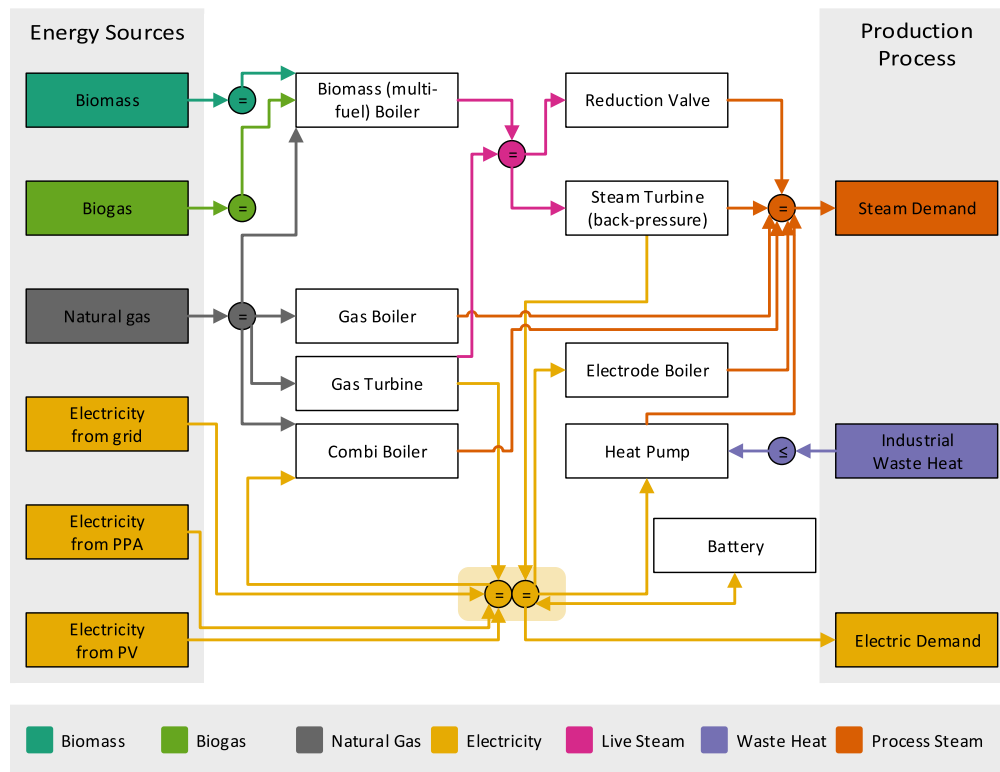 Energy Sources
Production
Process
Biomass
=
Biomass (multi-
fuel) Boiler
Reduction Valve
=
Biogas
=
Steam Turbine
(back-pressure)
=
Steam Demand
Natural gas
=
Gas Boiler
Gas Turbine
Electrode Boiler
Electricity
from grid
Combi Boiler
Heat Pump
≤
Industrial
Waste Heat
Electricity
from PPA
Battery
= =
Electricity
from PV
Electric Demand
Biomass
Biogas
Natural Gas
Electricity
Live Steam
Waste Heat
Process Steam